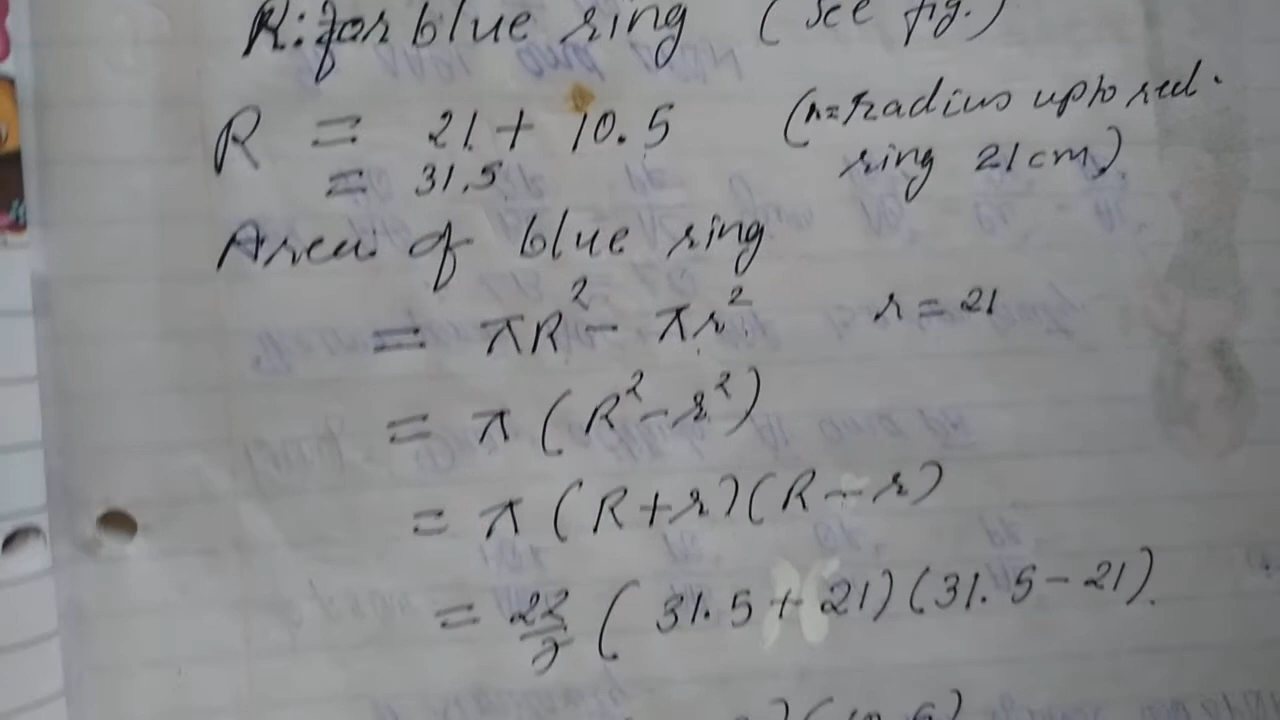 R: for blue ring (see fig.)
R = 21 + 10.5 (r = radius upto red
= 31.5 ring 21cm)
Area of blue ring
= πR² - πr² r = 21
= π (R² - r²)
= π (R + r) (R - r)
= 22/7 ( 31.5 + 21) (31.5 - 21).